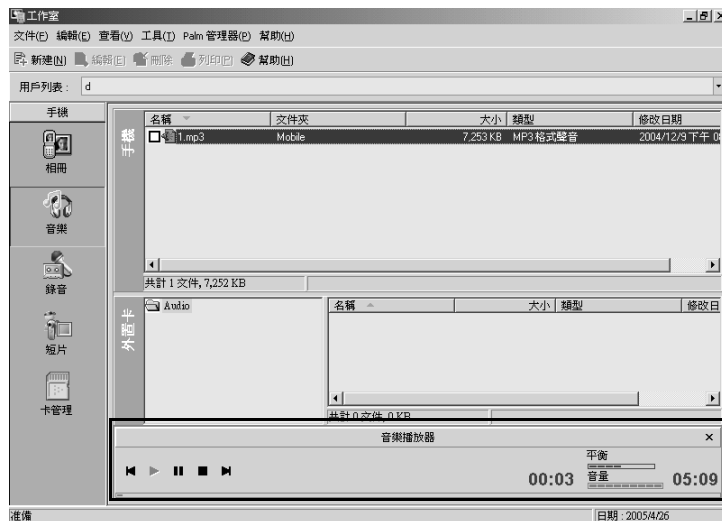 工作室
文件(F) 編輯(E) 查看(V) 工具(T) Palm 管理器(P) 幫助(H)
新建(N) 編輯(E) 刪除 列印(P) 幫助(H)
用戶列表: d
手機
相冊
音樂
錄音
短片
卡管理
手機
名稱 文件夾 大小 類型 修改日期
1.mp3 Mobile 7,253 KB MP3格式聲音 2004/12/9 下午 0
共計 1 文件, 7,252 KB
外置卡
Audio
名稱 大小 類型 修改日
共計 0 文件, 0 KB
音樂播放器
00:03
平衡
音量
05:09
准備
日期 : 2005/4/26